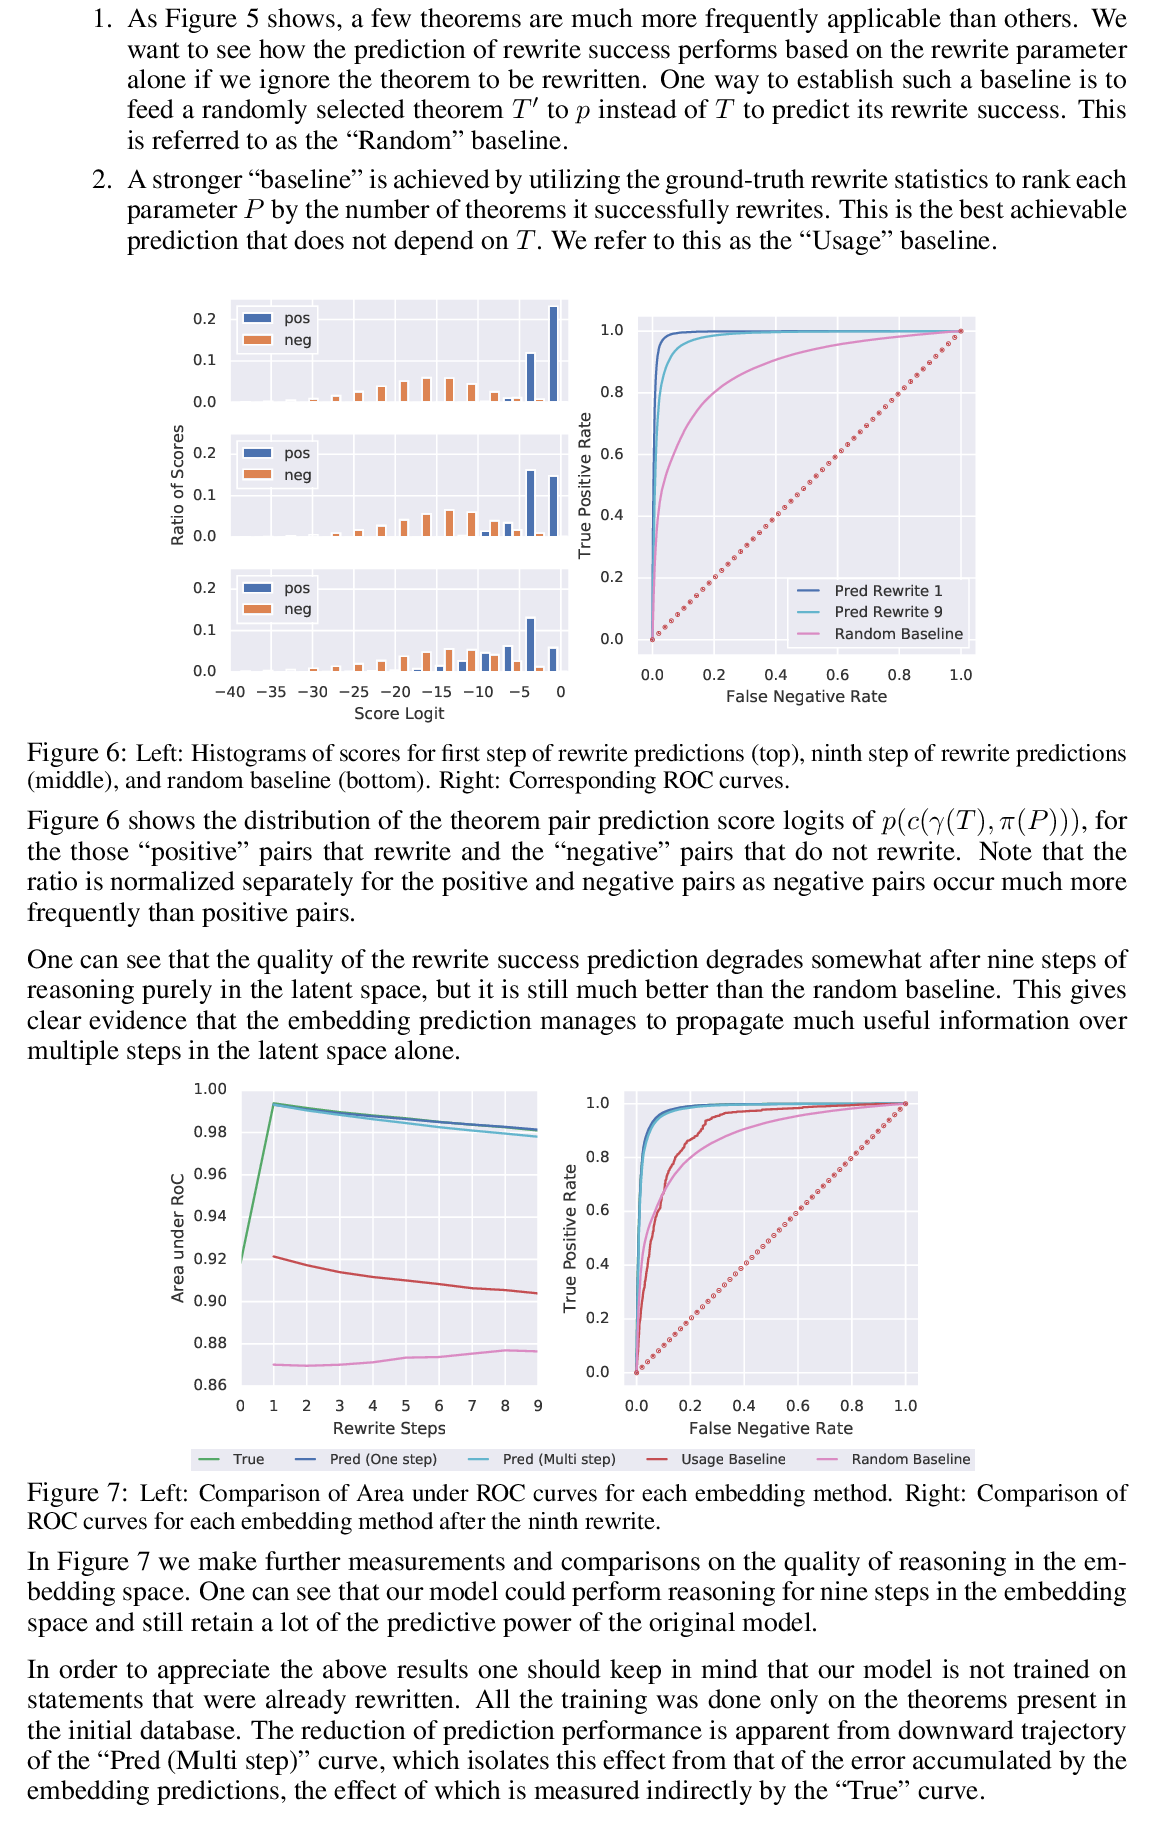 1. As Figure 5 shows, a few theorems are much more frequently applicable than others. We
want to see how the prediction of rewrite success performs based on the rewrite parameter
alone if we ignore the theorem to be rewritten. One way to establish such a baseline is to
feed a randomly selected theorem T′ to p instead of T to predict its rewrite success. This
is referred to as the “Random” baseline.
2. A stronger “baseline” is achieved by utilizing the ground-truth rewrite statistics to rank each
parameter P by the number of theorems it successfully rewrites. This is the best achievable
prediction that does not depend on T. We refer to this as the “Usage” baseline.
Ratio of Scores
0.2
0.1
0.0
pos
neg
0.2
0.1
0.0
pos
neg
0.2
0.1
0.0
pos
neg
−40 −35 −30 −25 −20 −15 −10 −5 0
Score Logit
True Positive Rate
1.0
0.8
0.6
0.4
0.2
0.0
Pred Rewrite 1
Pred Rewrite 9
Random Baseline
0.0 0.2 0.4 0.6 0.8 1.0
False Negative Rate
Figure 6: Left: Histograms of scores for first step of rewrite predictions (top), ninth step of rewrite predictions
(middle), and random baseline (bottom). Right: Corresponding ROC curves.
Figure 6 shows the distribution of the theorem pair prediction score logits of p(c(γ(T), π(P))), for
the those “positive” pairs that rewrite and the “negative” pairs that do not rewrite. Note that the
ratio is normalized separately for the positive and negative pairs as negative pairs occur much more
frequently than positive pairs.
One can see that the quality of the rewrite success prediction degrades somewhat after nine steps of
reasoning purely in the latent space, but it is still much better than the random baseline. This gives
clear evidence that the embedding prediction manages to propagate much useful information over
multiple steps in the latent space alone.
Area under RoC
1.00
0.98
0.96
0.94
0.92
0.90
0.88
0.86
0 1 2 3 4 5 6 7 8 9
Rewrite Steps
True Positive Rate
1.0
0.8
0.6
0.4
0.2
0.0
0.0 0.2 0.4 0.6 0.8 1.0
False Negative Rate
True Pred (One step) Pred (Multi step) Usage Baseline Random Baseline
Figure 7: Left: Comparison of Area under ROC curves for each embedding method. Right: Comparison of
ROC curves for each embedding method after the ninth rewrite.
In Figure 7 we make further measurements and comparisons on the quality of reasoning in the em-
bedding space. One can see that our model could perform reasoning for nine steps in the embedding
space and still retain a lot of the predictive power of the original model.
In order to appreciate the above results one should keep in mind that our model is not trained on
statements that were already rewritten. All the training was done only on the theorems present in
the initial database. The reduction of prediction performance is apparent from downward trajectory
of the “Pred (Multi step)” curve, which isolates this effect from that of the error accumulated by the
embedding predictions, the effect of which is measured indirectly by the “True” curve.